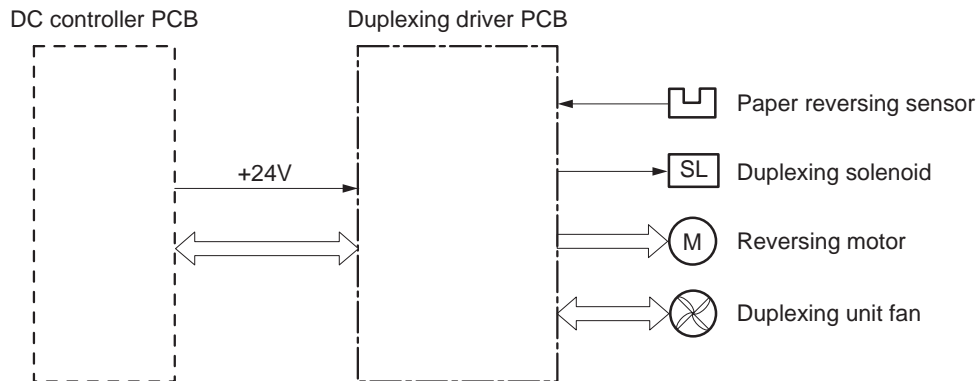 DC controller PCB
Duplexing driver PCB
Paper reversing sensor
+24V
SL
Duplexing solenoid
M
Reversing motor
Duplexing unit fan